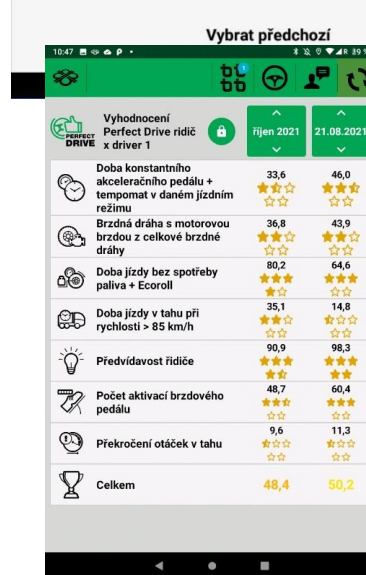 Vybrat předchozí
10:47
39
1
PERFECT
DRIVE
Vyhodnocení
Perfect Drive ridič
x driver 1
říjen 2021
21.08.2021
Doba konstantního
akceleračního pedálu +
tempomat v daném jízdním
režimu
33,6
46,0
Brzdná dráha s motorovou
brzdou z celkové brzdné
dráhy
36,8
43,9
Doba jízdy bez spotřeby
paliva + Ecoroll
80,2
64,6
Doba jízdy v tahu při
rychlosti > 85 km/h
35,1
14,8
Předvídavost řidiče
90,9
98,3
Počet aktivací brzdového
pedálu
48,7
60,4
Překročení otáček v tahu
9,6
11,3
Celkem
48,4
50,2